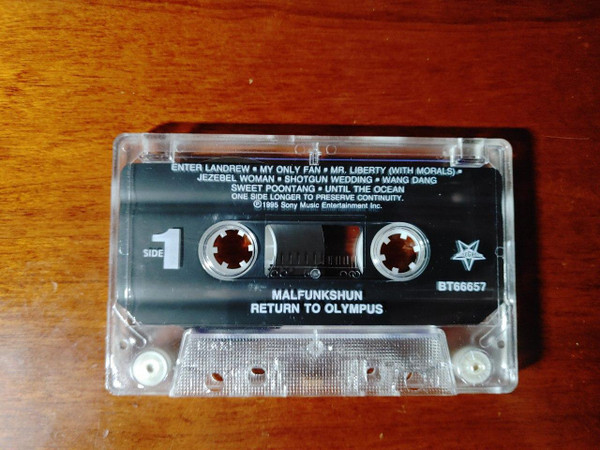 ENTER LANDREW • MY ONLY FAN • MR. LIBERTY (WITH MORALS) •
JEZEBEL WOMAN • SHOTGUN WEDDING • WANG DANG
SWEET POONTANG • UNTIL THE OCEAN
ONE SIDE LONGER TO PRESERVE CONTINUITY.
℗1995 Sony Music Entertainment Inc.
SIDE 1
MALFUNKSHUN
RETURN TO OLYMPUS
BT66657